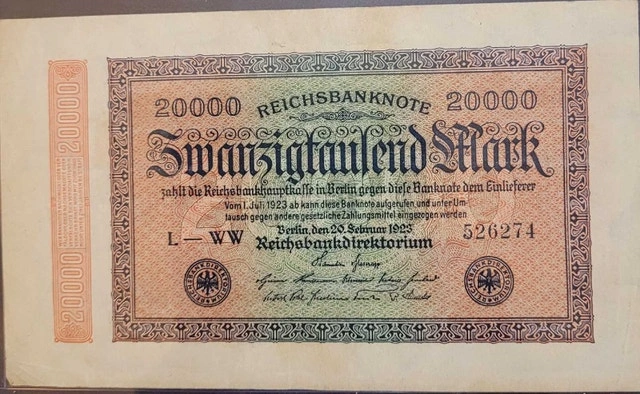 20000 REICHSBANKNOTE 20000
Zwanzigtausend Mark
zahlt die Reichsbankhauptkasse in Berlin gegen diese Banknote dem Einlieferer
Vom 1. Juli 1923 ab kann diese Banknote aufgerufen und unter Um-
tausch gegen andere gesetzliche Zahlungsmittel eingezogen werden
Berlin, den 20. Februar 1923
L — WW 526274
Reichsbankdirektorium
20000
20000